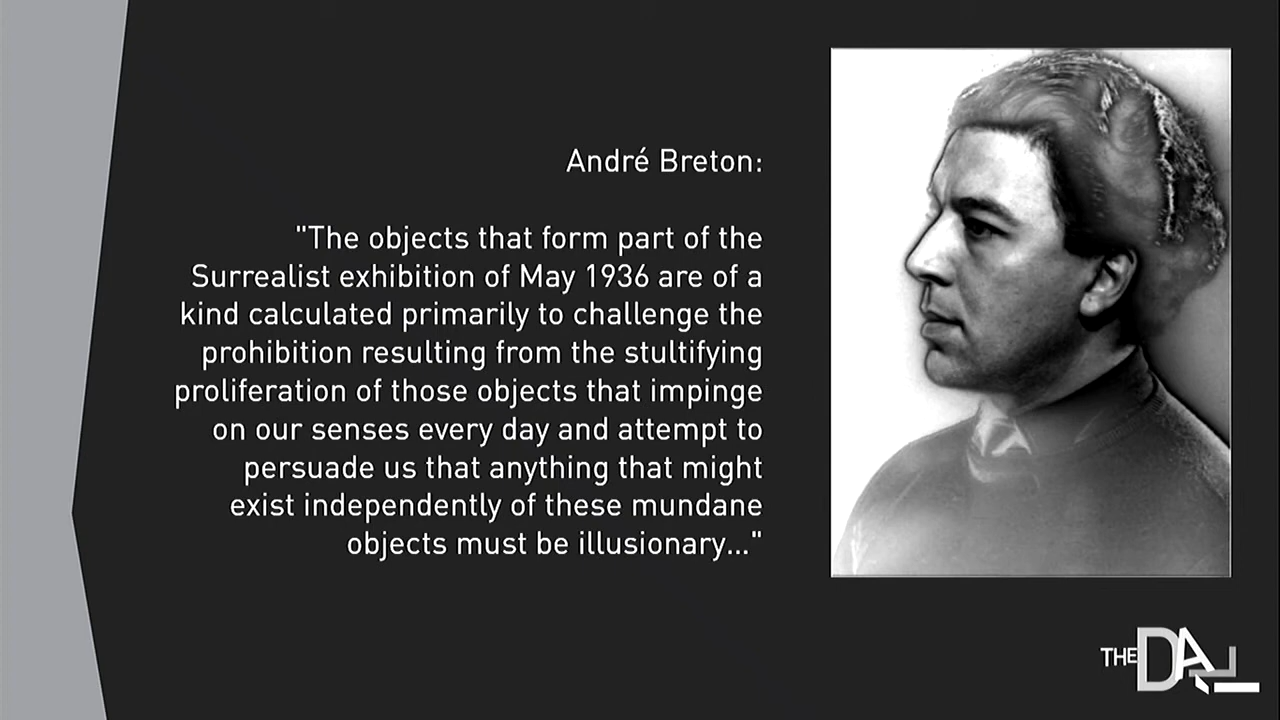 André Breton:
"The objects that form part of the
Surrealist exhibition of May 1936 are of a
kind calculated primarily to challenge the
prohibition resulting from the stultifying
proliferation of those objects that impinge
on our senses every day and attempt to
persuade us that anything that might
exist independently of these mundane
objects must be illusionary..."
THE DALI